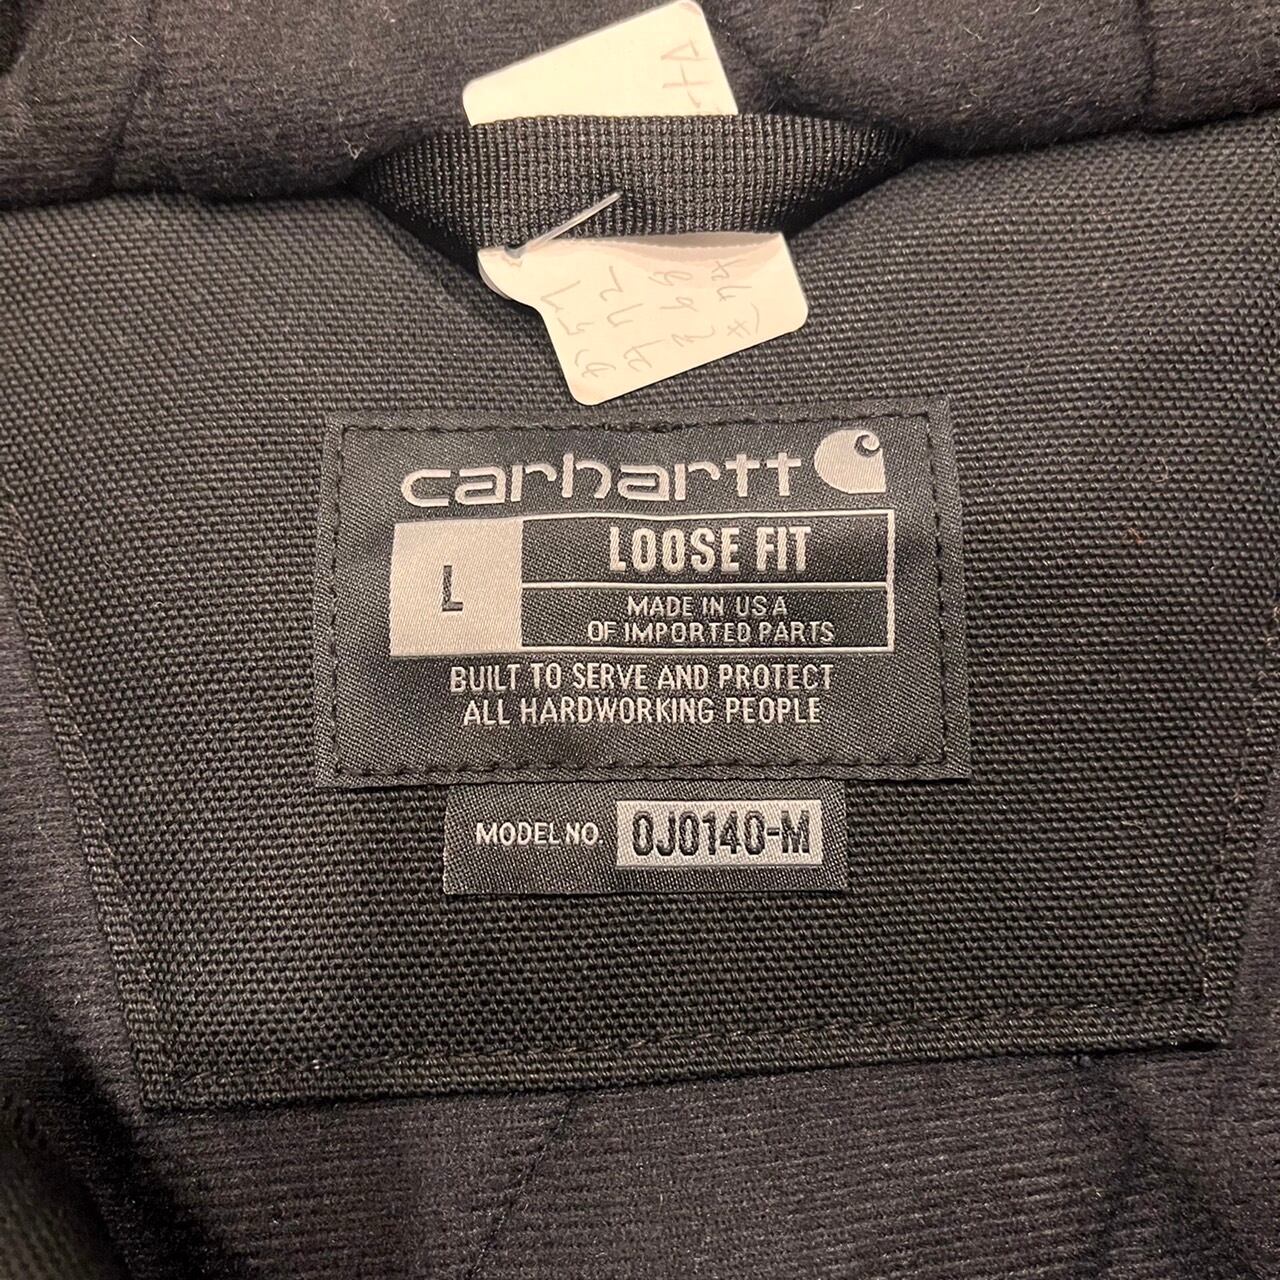 carhartt
L
LOOSE FIT
MADE IN USA
OF IMPORTED PARTS
BUILT TO SERVE AND PROTECT
ALL HARDWORKING PEOPLE
MODEL NO. 0J0140-M